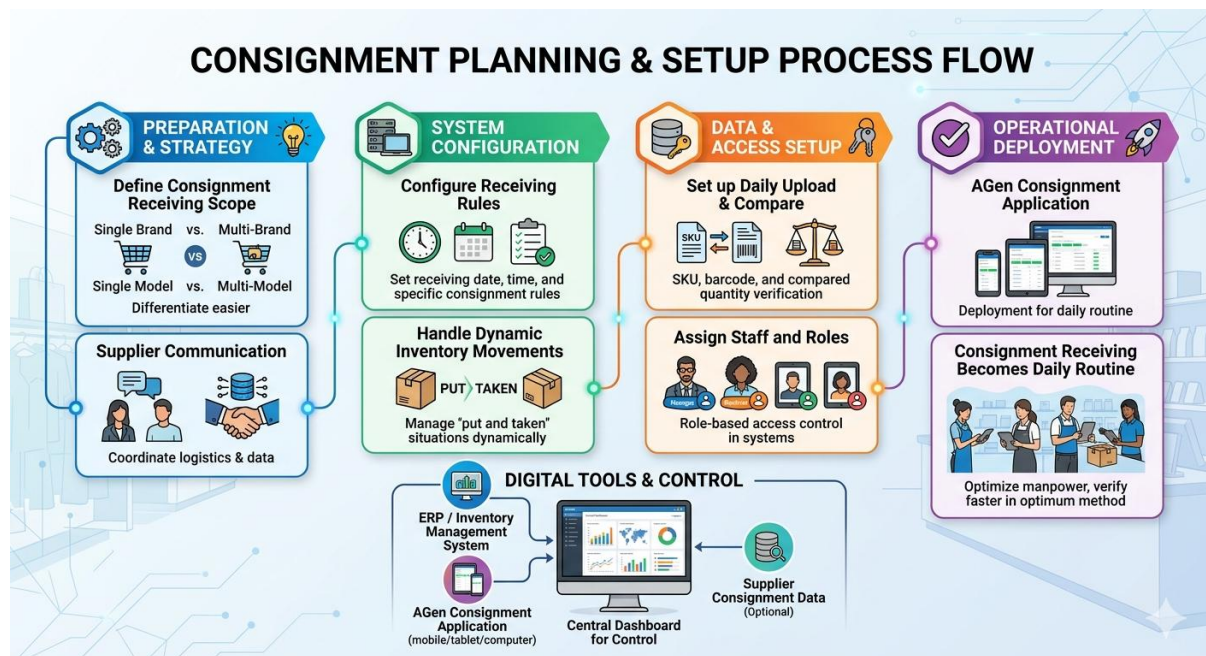 CONSIGNMENT PLANNING & SETUP PROCESS FLOW
PREPARATION
& STRATEGY
Define Consignment
Receiving Scope
Single Brand vs. Multi-Brand
VS
Single Model vs. Multi-Model
Differentiate easier
Supplier Communication
Coordinate logistics & data
SYSTEM
CONFIGURATION
Configure Receiving
Rules
Set receiving date, time, and
specific consignment rules
Handle Dynamic
Inventory Movements
PUT TAKEN
Manage "put and taken"
situations dynamically
DATA &
ACCESS SETUP
Set up Daily Upload
& Compare
SKU
SKU, barcode, and compared
quantity verification
Assign Staff and Roles
Role-based access control
in systems
OPERATIONAL
DEPLOYMENT
AGen Consignment
Application
Deployment for daily routine
Consignment Receiving
Becomes Daily Routine
Optimize manpower, verify
faster in optimum method
DIGITAL TOOLS & CONTROL
ERP / Inventory
Management
System
AGen Consignment
Application
(mobile/tablet/computer)
Central Dashboard
for Control
Supplier
Consignment Data
(Optional)